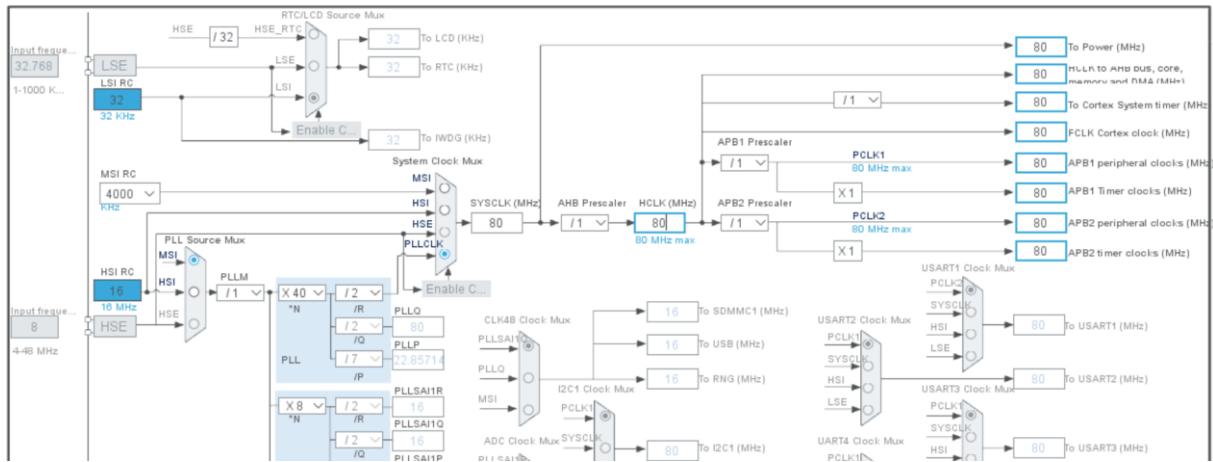 RTC/LCD Source Mux
HSE
/ 32
HSE_RTC
32
To LCD (KHz)
Input freque...
32.768
1-1000 K...
LSE
LSE
32
To RTC (KHz)
LSI RC
32
32 KHz
LSI
Enable C...
32
To IWDG (KHz)
80
To Power (MHz)
80
HCLK to AHB bus, core,
memory and DMA (MHz)
/ 1
80
To Cortex System timer (MHz
80
FCLK Cortex clock (MHz)
APB1 Prescaler
/ 1
PCLK1
80 MHz max
80
APB1 peripheral clocks (MHz
X 1
80
APB1 Timer clocks (MHz)
System Clock Mux
MSI RC
4000
KHz
MSI
HSI
HSE
PLLCLK
Enable C...
SYSCLK (MHz)
80
AHB Prescaler
/ 1
HCLK (MHz)
80
80 MHz max
APB2 Prescaler
/ 1
PCLK2
80 MHz max
80
APB2 peripheral clocks (MHz
X 1
80
APB2 timer clocks (MHz)
PLL Source Mux
MSI
HSI
HSE
HSI RC
16
16 MHz
Input freque...
8
4-48 MHz
HSE
PLLM
/ 1
X 40
*N
/ 2
/R
PLLQ
/ 2
80
/Q
PLLP
PLL
/ 7
22.85714
/P
PLLSAI1R
X 8
*N
/ 2
16
/R
PLLSAI1Q
/ 2
16
/Q
PLLSAI1P
CLK48 Clock Mux
PLLSAI1Q
PLLQ
MSI
16
To SDMMC1 (MHz)
16
To USB (MHz)
16
To RNG (MHz)
I2C1 Clock Mux
PCLK1
SYSCLK
80
To I2C1 (MHz)
ADC Clock Mux
USART1 Clock Mux
PCLK2
SYSCLK
HSI
LSE
80
To USART1 (MHz)
USART2 Clock Mux
PCLK1
SYSCLK
HSI
LSE
80
To USART2 (MHz)
USART3 Clock Mux
PCLK1
SYSCLK
HSI
80
To USART3 (MHz)
UART4 Clock Mux
PCLK1